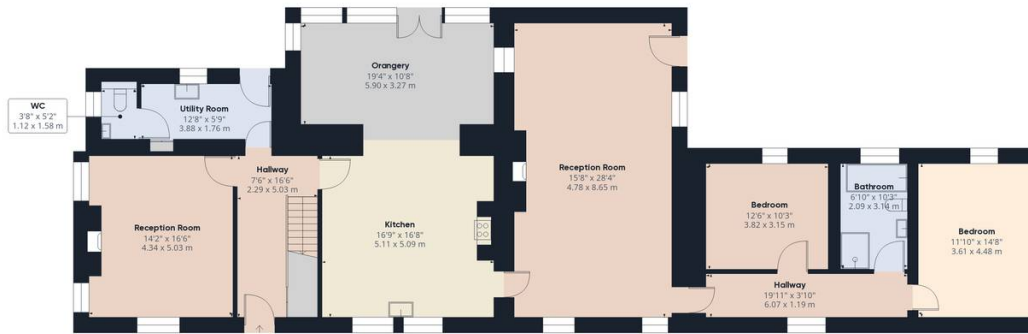 Orangery
19'4" x 10'8"
5.90 x 3.27 m
WC
3'8" x 5'2"
1.12 x 1.58 m
Utility Room
12'8" x 5'9"
3.88 x 1.76 m
Hallway
7'6" x 16'6"
2.29 x 5.03 m
Reception Room
14'2" x 16'6"
4.34 x 5.03 m
Kitchen
16'9" x 16'8"
5.11 x 5.09 m
Reception Room
15'8" x 28'4"
4.78 x 8.65 m
Bedroom
12'6" x 10'3"
3.82 x 3.15 m
Bathroom
6'10" x 10'3"
2.09 x 3.14 m
Bedroom
11'10" x 14'8"
3.61 x 4.48 m
Hallway
19'11" x 3'10"
6.07 x 1.19 m